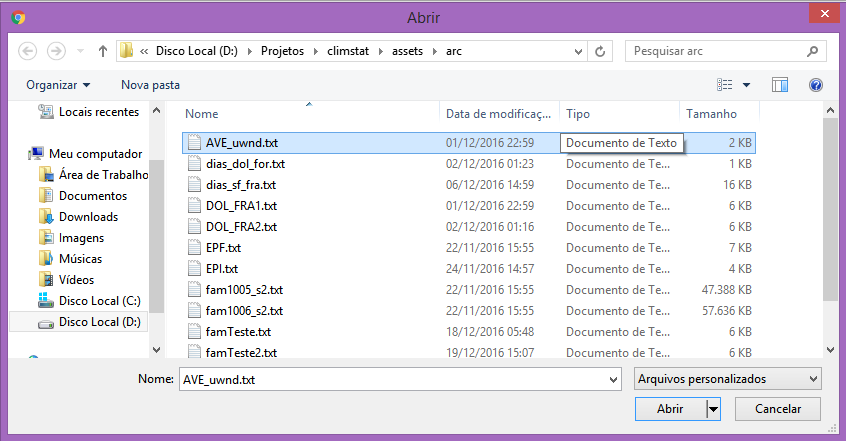 Abrir
« Disco Local (D:) Projetos climstat assets arc
Pesquisar arc
Organizar Nova pasta
Locais recentes
Meu computador
Área de Trabalho
Documentos
Downloads
Imagens
Músicas
Vídeos
Disco Local (C:)
Disco Local (D:)
Nome Data de modificaç... Tipo Tamanho
AVE_uwnd.txt 01/12/2016 22:59 Documento de Texto 2 KB
dias_dol_for.txt 02/12/2016 01:23 Documento de Te... 1 KB
dias_sf_fra.txt 06/12/2016 14:59 Documento de Te... 16 KB
DOL_FRA1.txt 01/12/2016 22:59 Documento de Te... 6 KB
DOL_FRA2.txt 02/12/2016 01:16 Documento de Te... 6 KB
EPF.txt 22/11/2016 15:55 Documento de Te... 7 KB
EPI.txt 24/11/2016 14:57 Documento de Te... 4 KB
fam1005_s2.txt 22/11/2016 15:55 Documento de Te... 47.388 KB
fam1006_s2.txt 22/11/2016 15:55 Documento de Te... 57.636 KB
famTeste.txt 18/12/2016 05:48 Documento de Te... 6 KB
famTeste2.txt 19/12/2016 15:07 Documento de Te... 6 KB
Nome: AVE_uwnd.txt
Arquivos personalizados
Abrir Cancelar